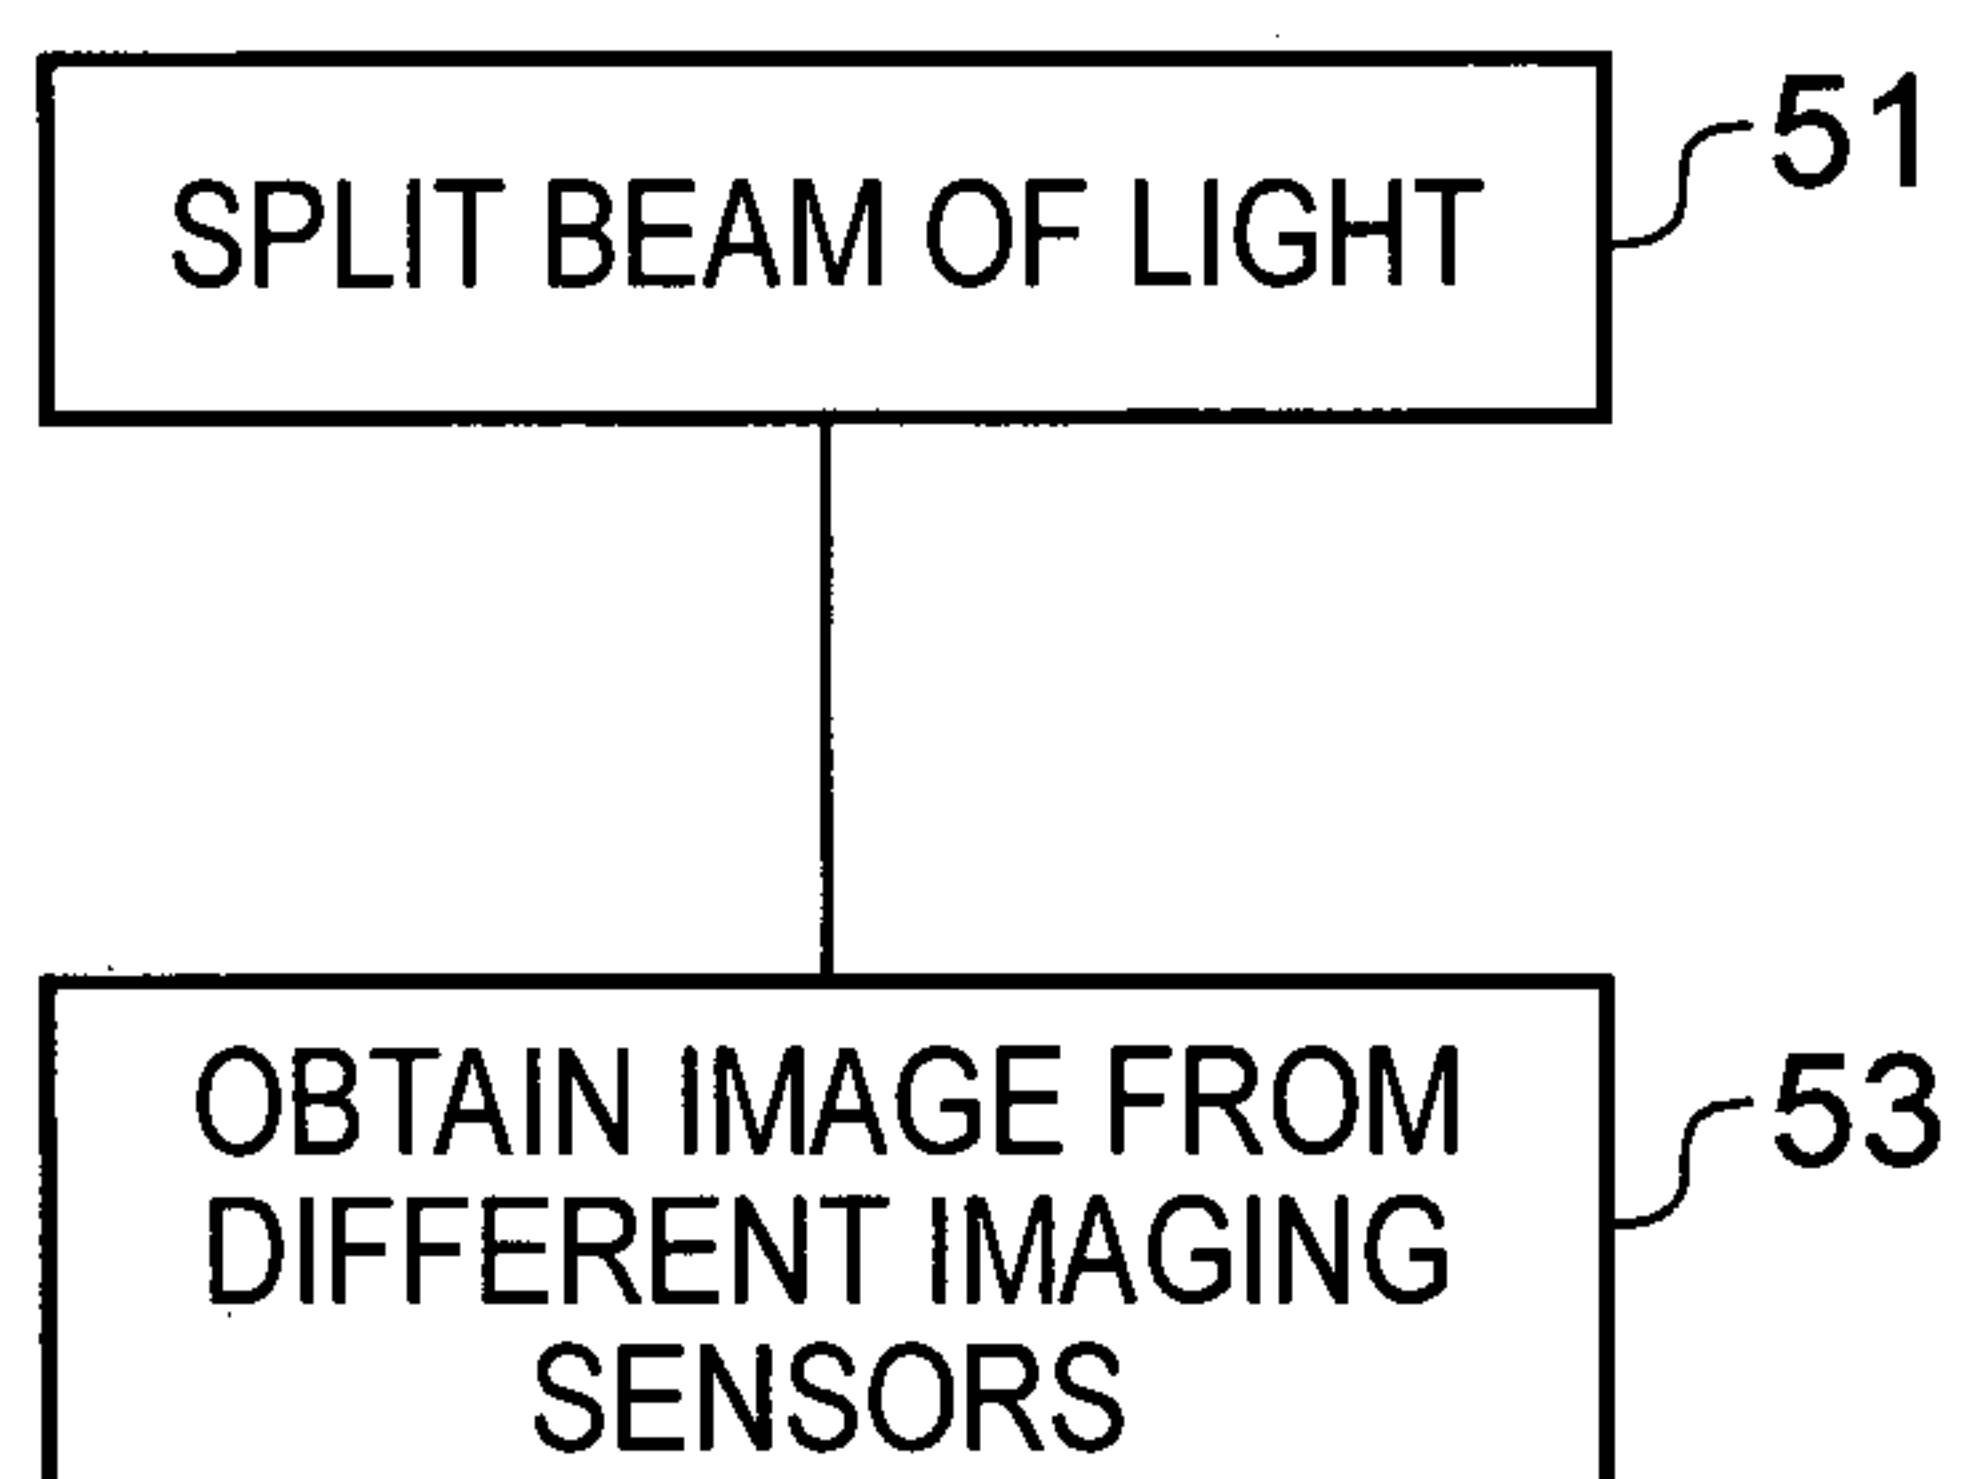 SPLIT BEAM OF LIGHT
51
OBTAIN IMAGE FROM
DIFFERENT IMAGING
SENSORS
53